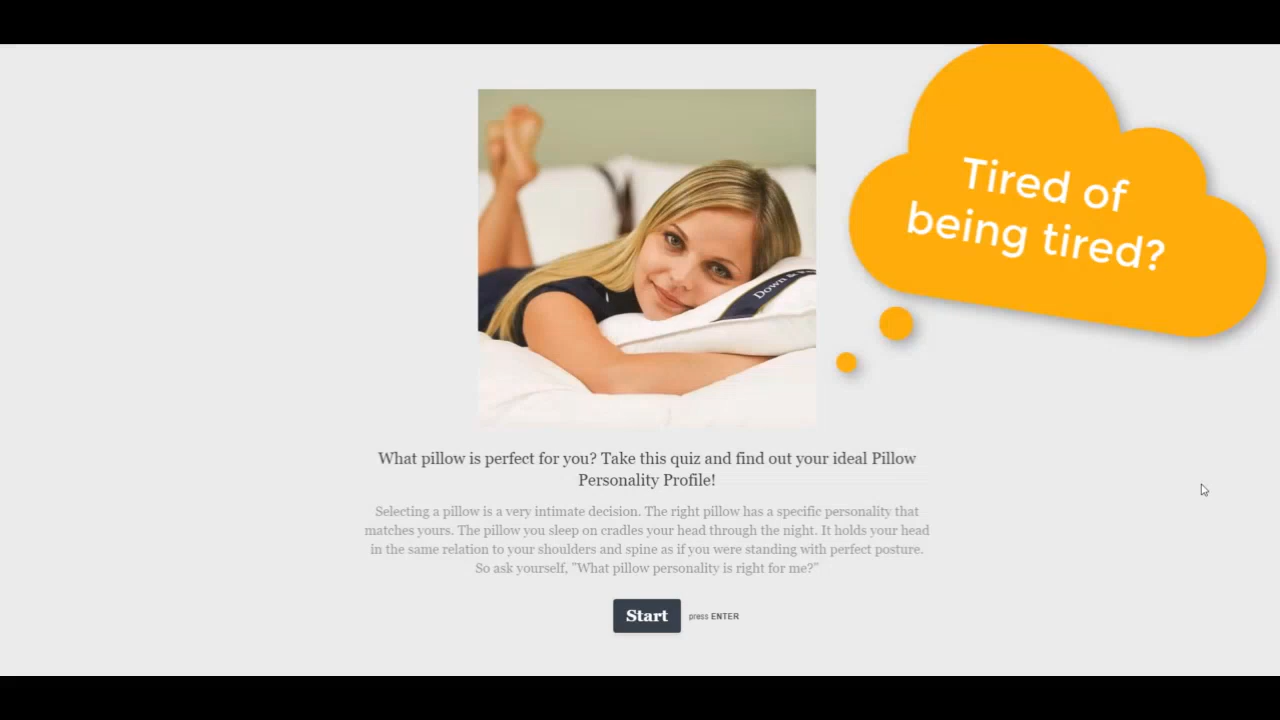 Tired of
being tired?
Down &
What pillow is perfect for you? Take this quiz and find out your ideal Pillow
Personality Profile!
Selecting a pillow is a very intimate decision. The right pillow has a specific personality that
matches yours. The pillow you sleep on cradles your head through the night. It holds your head
in the same relation to your shoulders and spine as if you were standing with perfect posture.
So ask yourself, "What pillow personality is right for me?"
Start press ENTER